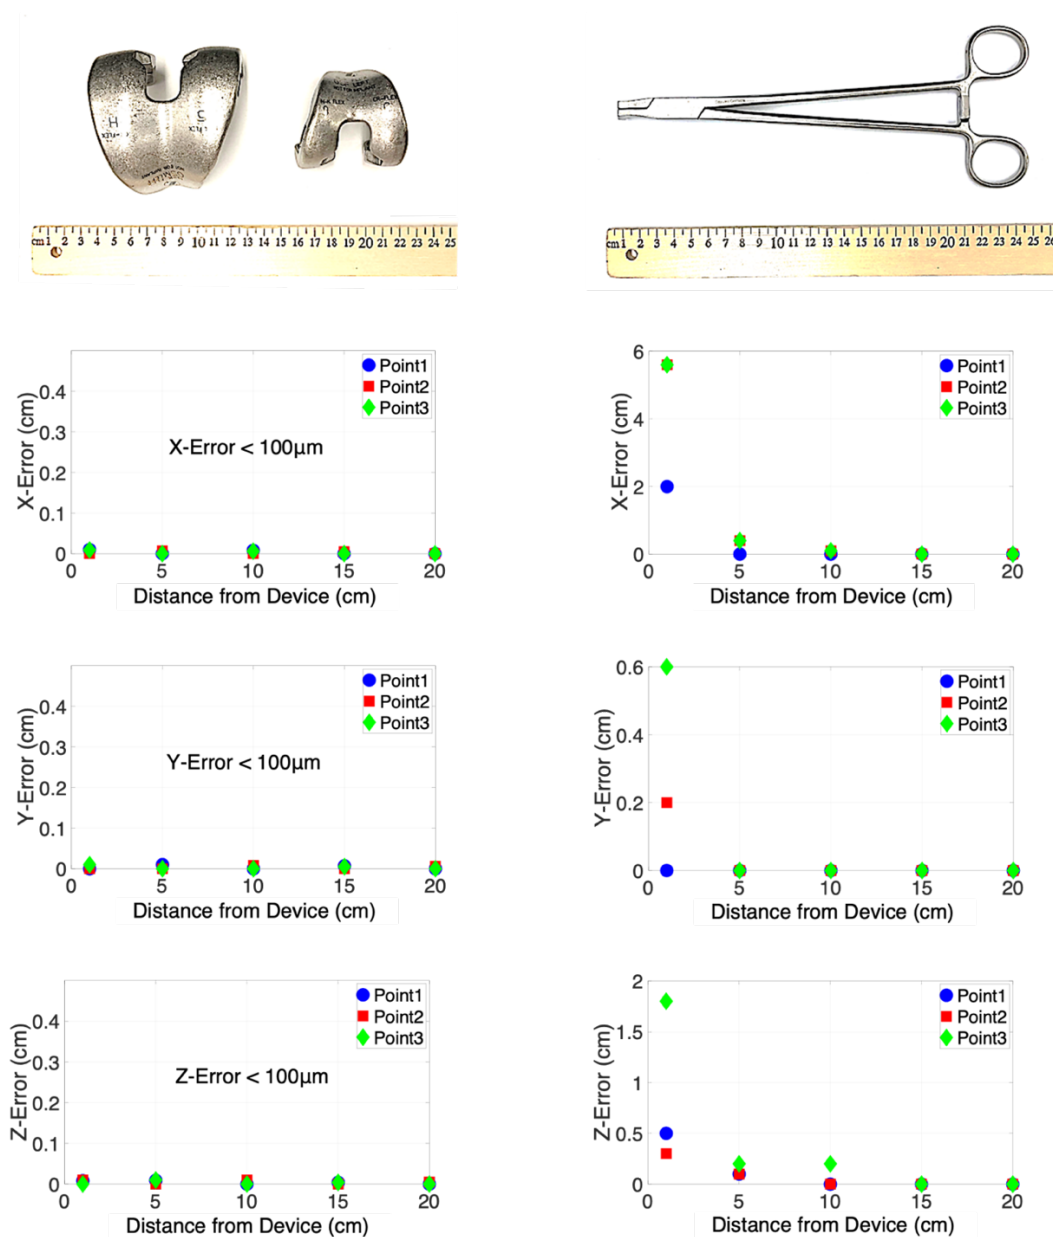 H
cm 1 2 3 4 5 6 7 8 9 10 11 12 13 14 15 16 17 18 19 20 21 22 23 24 25
cm 1 2 3 4 5 6 7 8 9 10 11 12 13 14 15 16 17 18 19 20 21 22 23 24 25
X-Error (cm)
0.4
0.3
0.2
0.1
0
Point1
Point2
Point3
X-Error < 100μm
0 5 10 15 20
Distance from Device (cm)
X-Error (cm)
6
4
2
0
Point1
Point2
Point3
0 5 10 15 20
Distance from Device (cm)
Y-Error (cm)
0.4
0.3
0.2
0.1
0
Point1
Point2
Point3
Y-Error < 100μm
0 5 10 15 20
Distance from Device (cm)
Y-Error (cm)
0.6
0.4
0.2
0
Point1
Point2
Point3
0 5 10 15 20
Distance from Device (cm)
Z-Error (cm)
0.4
0.3
0.2
0.1
0
Point1
Point2
Point3
Z-Error < 100μm
0 5 10 15 20
Distance from Device (cm)
Z-Error (cm)
2
1.5
1
0.5
0
Point1
Point2
Point3
0 5 10 15 20
Distance from Device (cm)